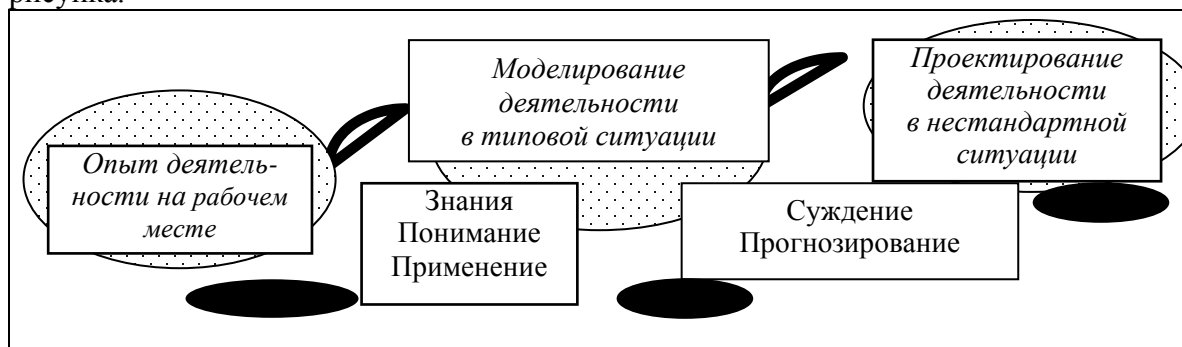 рисунка.
Опыт деятель-
ности на рабочем
месте
Моделирование
деятельности
в типовой ситуации
Проектирование
деятельности
в нестандартной
ситуации
Знания
Понимание
Применение
Суждение
Прогнозирование